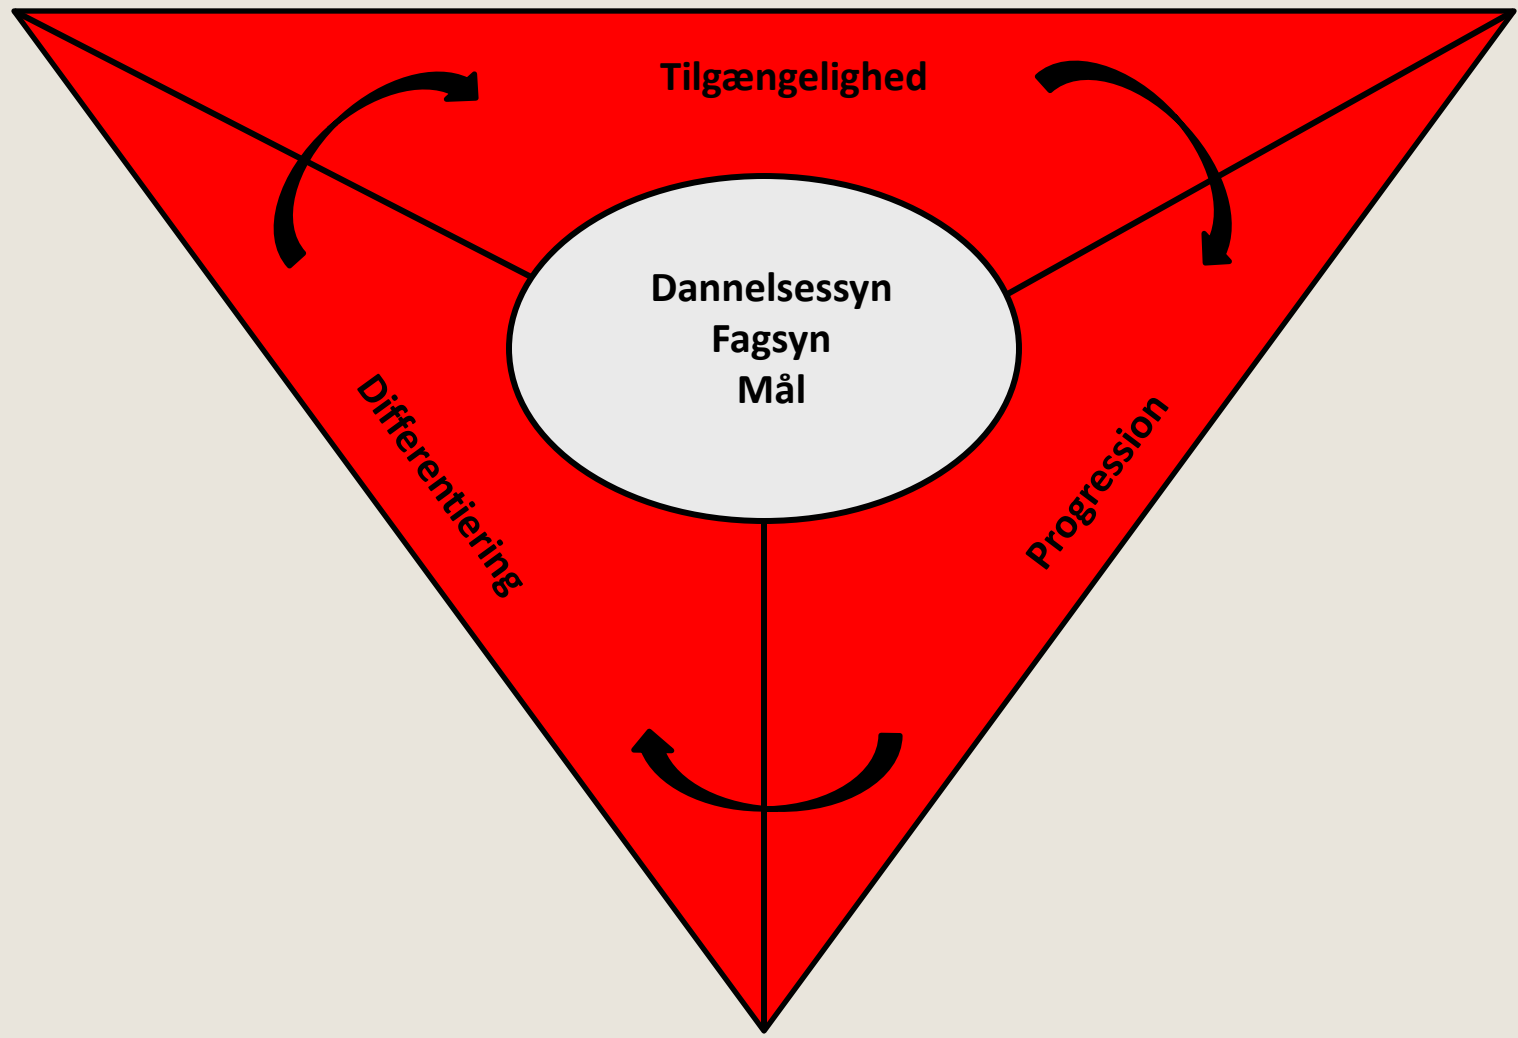 Tilgængelighed
Dannelsessyn
Fagsyn
Mål
Differentiering
Progression